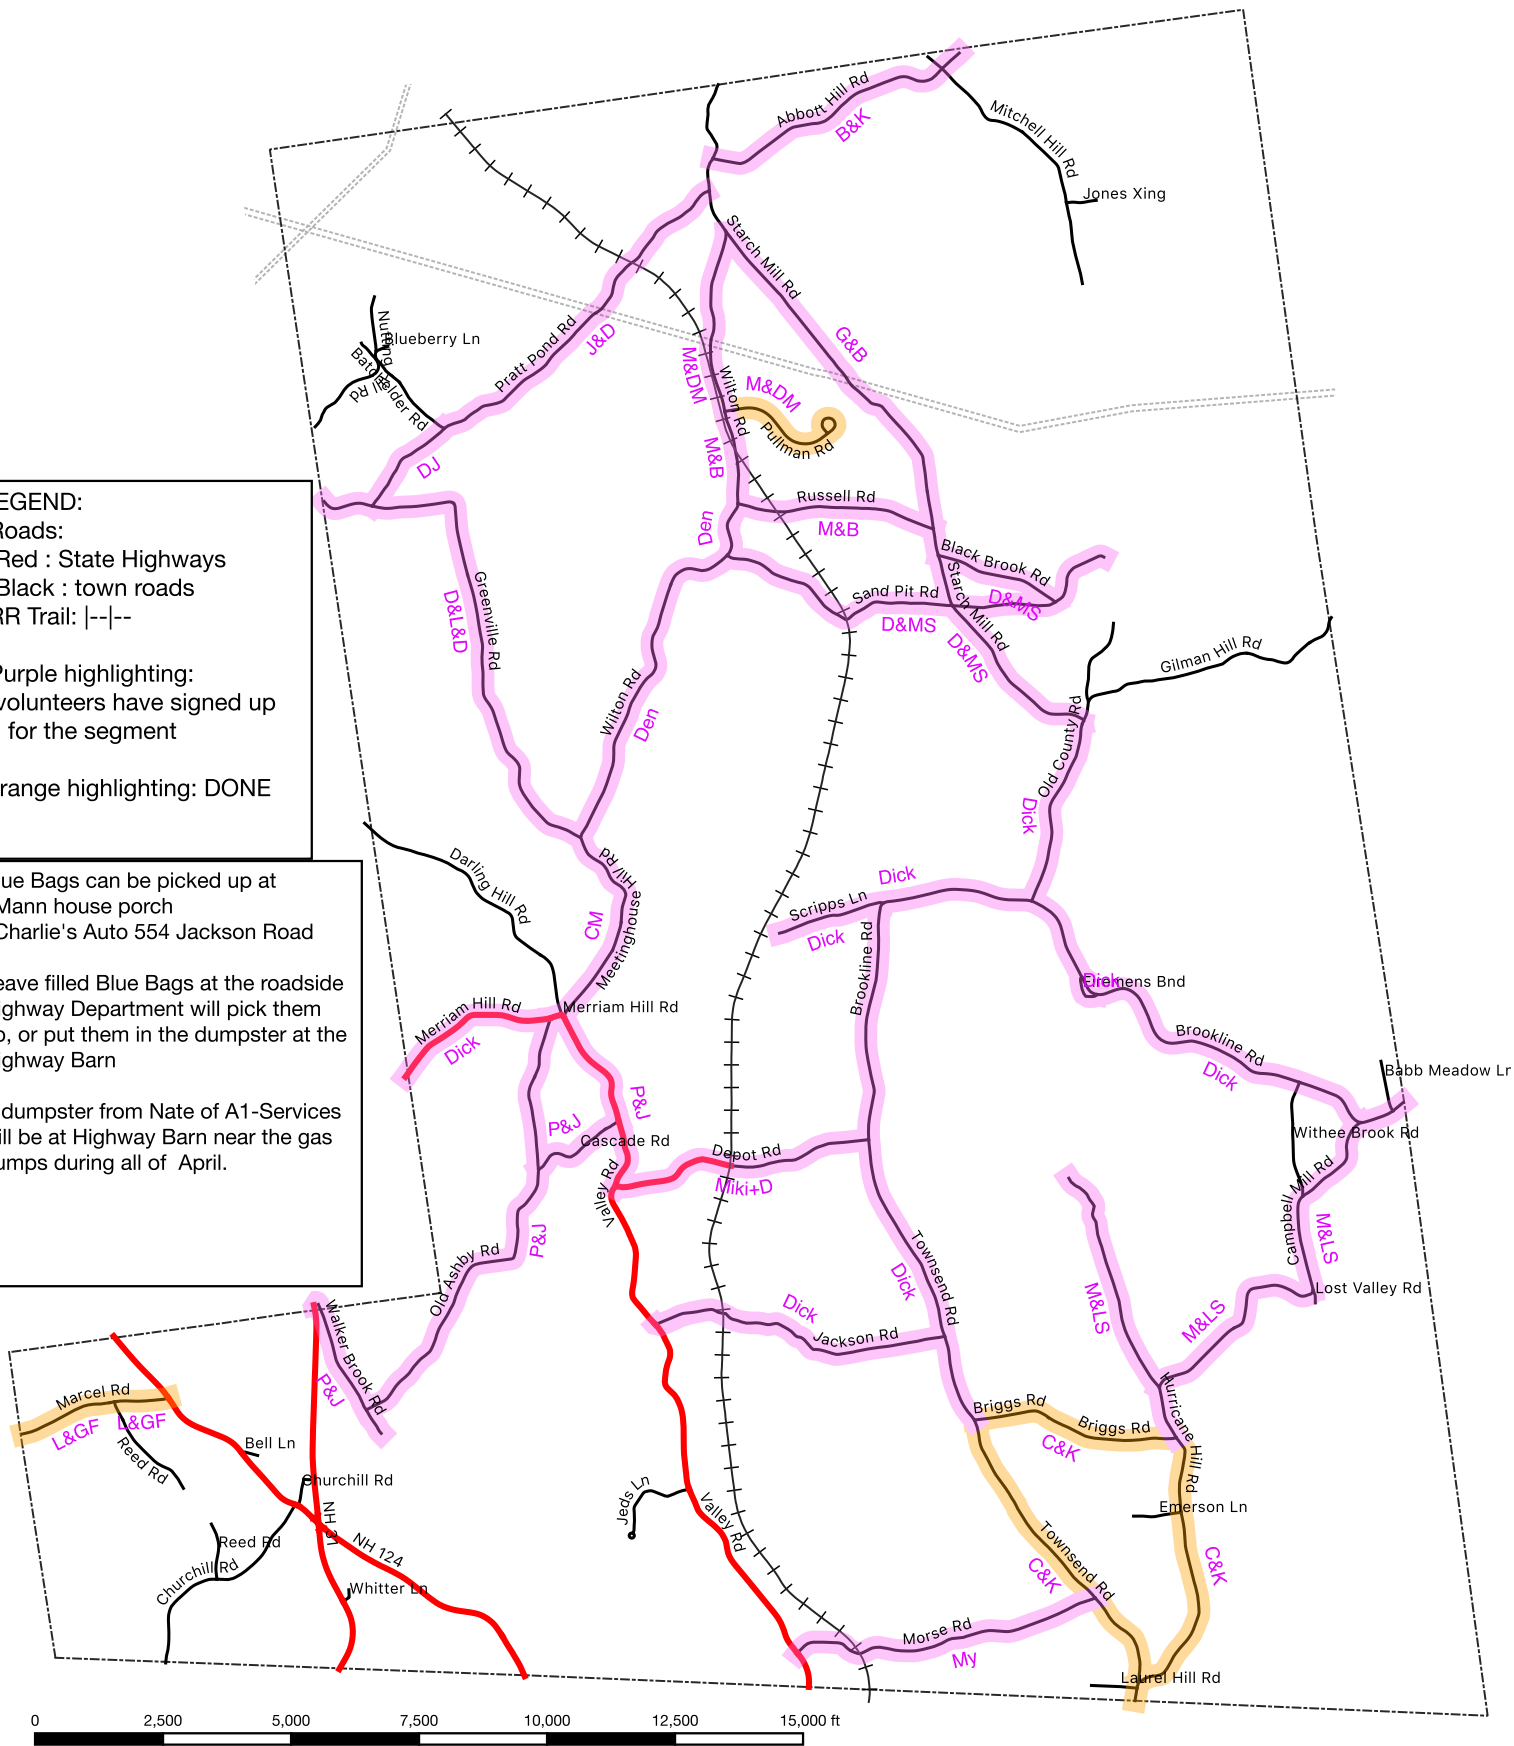 Abbott Hill Rd
B&K
Mitchell Hill Rd
Jones Xing
Starch Mill Rd
G&B
Nutting
Blueberry Ln
Batchelder Rd
ill Rd
Pratt Pond Rd
J&D
DJ
M&DM
Wilton Rd
M&DM
Pullman Rd
M&B
Russell Rd
M&B
Den
Black Brook Rd
Starch Mill Rd
Sand Pit Rd
D&MS
D&MS
D&MS
Gilman Hill Rd
Old County Rd
Dick
Greenville Rd
D&L&D
Wilton Rd
Den
EGEND:
Roads:
Red : State Highways
Black : town roads
RR Trail: |--|--
Purple highlighting:
volunteers have signed up
for the segment
range highlighting: DONE
ue Bags can be picked up at
Mann house porch
Charlie's Auto 554 Jackson Road
eave filled Blue Bags at the roadside
ighway Department will pick them
p, or put them in the dumpster at the
ighway Barn
dumpster from Nate of A1-Services
ill be at Highway Barn near the gas
umps during all of  April.
Darling Hill Rd
Meetinghouse Hill Rd
CM
Scripps Ln
Dick
Dick
Brookline Rd
Dick
Elremens Bnd
Brookline Rd
Dick
Babb Meadow Ln
Withee Brook Rd
Merriam Hill Rd
Merriam Hill Rd
Dick
P&J
P&J
Cascade Rd
Depot Rd
Miki+D
Valley Rd
P&J
Old Ashby Rd
Campbell Mill Rd
M&LS
Lost Valley Rd
M&LS
M&LS
Townsend Rd
Dick
Dick
Jackson Rd
Walker Brook Rd
P&J
Marcel Rd
L&GF
L&GF
Reed Rd
Bell Ln
Churchill Rd
NH 31
NH 124
Reed Rd
Churchill Rd
Whitter Ln
Jeds Ln
Valley Rd
Briggs Rd
Briggs Rd
C&K
Hurricane Hill Rd
Emerson Ln
C&K
Townsend Rd
C&K
Morse Rd
My
Laurel Hill Rd
0
2,500
5,000
7,500
10,000
12,500
15,000 ft